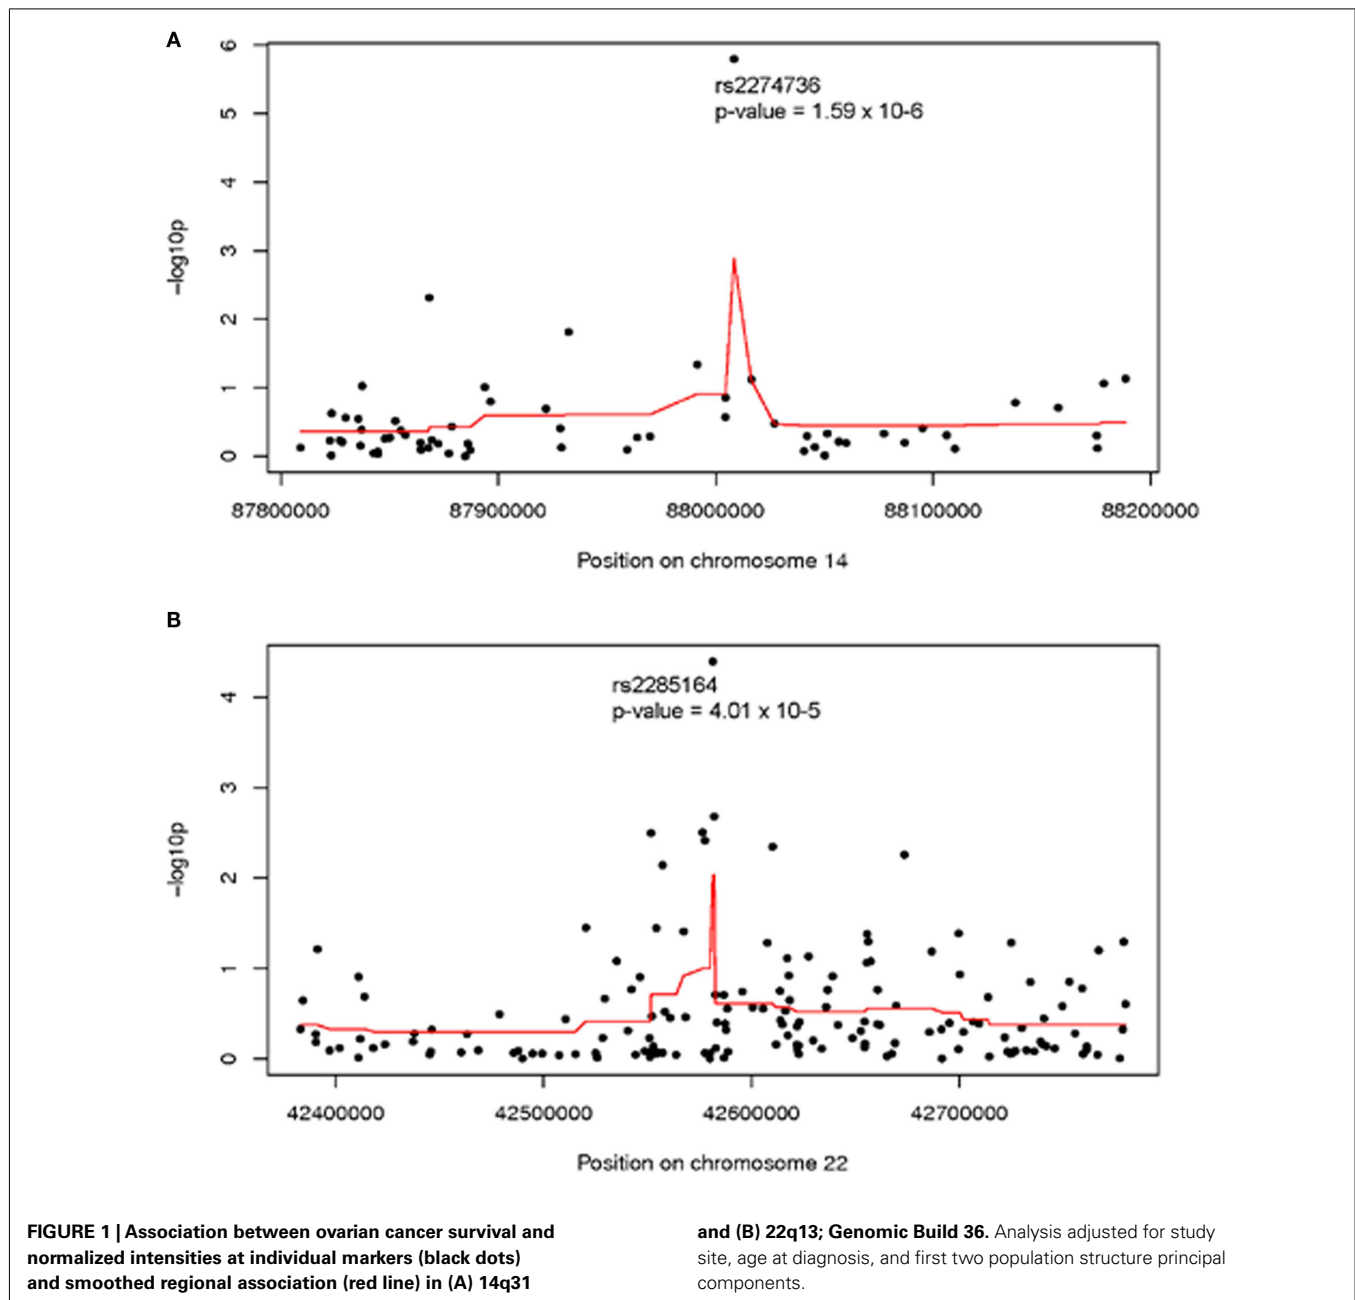 A
6
5
4
3
2
1
0
−log10p
rs2274736
p-value = 1.59 x 10-6
87800000 87900000 88000000 88100000 88200000
Position on chromosome 14
B
4
3
2
1
0
−log10p
rs2285164
p-value = 4.01 x 10-5
42400000 42500000 42600000 42700000
Position on chromosome 22
FIGURE 1 | Association between ovarian cancer survival and
normalized intensities at individual markers (black dots)
and smoothed regional association (red line) in (A) 14q31
and (B) 22q13; Genomic Build 36. Analysis adjusted for study
site, age at diagnosis, and first two population structure principal
components.